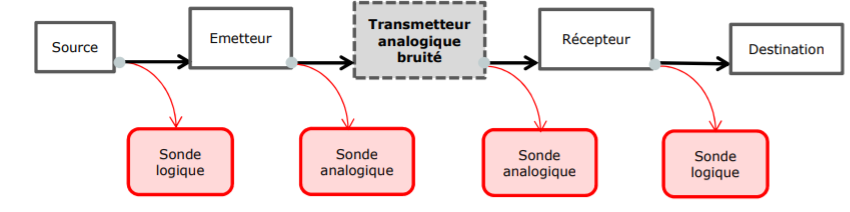 Source
Emetteur
Transmetteur
analogique
bruité
Récepteur
Destination
Sonde
logique
Sonde
analogique
Sonde
analogique
Sonde
logique